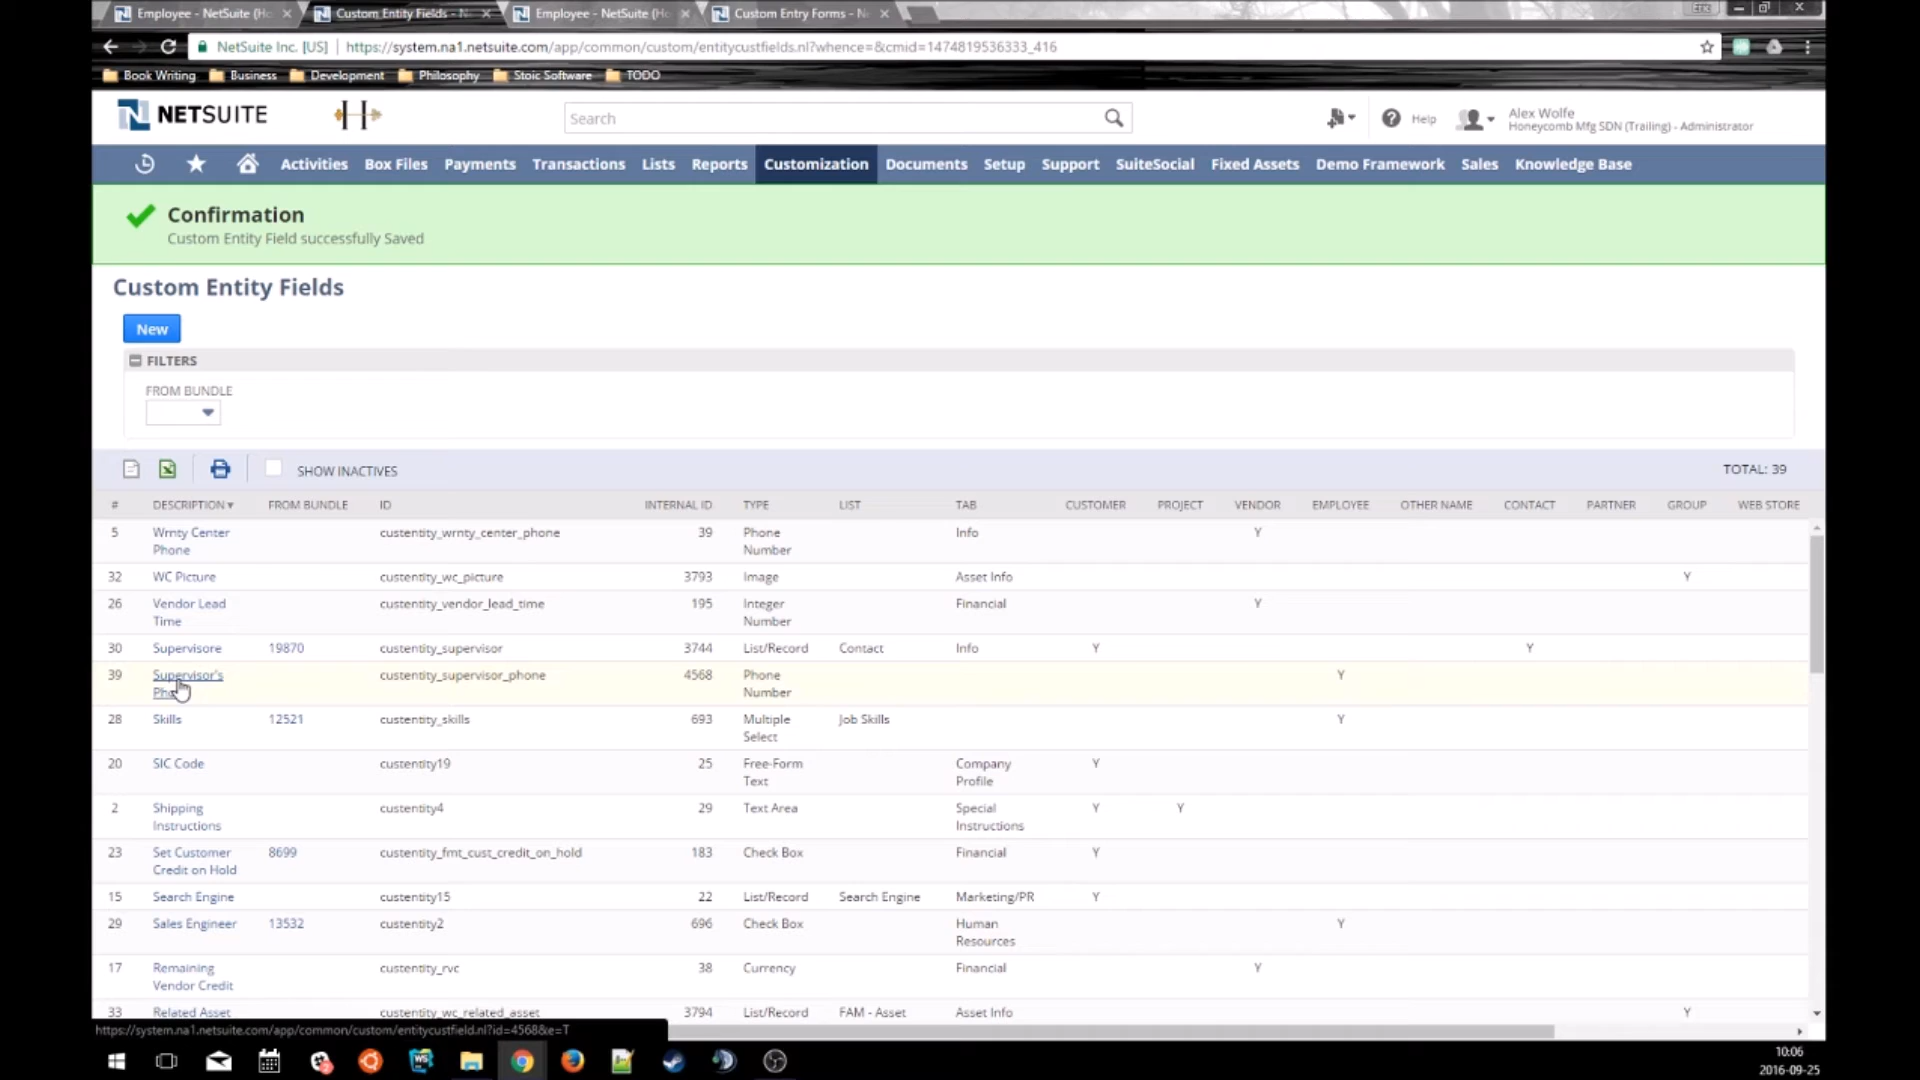 Employee - NetSuite (Ho
Custom Entity Fields - N
Employee - NetSuite (Ho
Custom Entry Forms - N
NetSuite Inc. [US]
https://system.na1.netsuite.com/app/common/custom/entitycustfields.nl?whence=&cmid=1474819536333_416
Book Writing Business Development Philosophy Stoic Software TODO
NETSUITE
Search
Help
Alex Wolfe
Honeycomb Mfg SDN (Trailing) - Administrator
Activities Box Files Payments Transactions Lists Reports Customization Documents Setup Support SuiteSocial Fixed Assets Demo Framework Sales Knowledge Base
Confirmation
Custom Entity Field successfully Saved
Custom Entity Fields
New
FILTERS
FROM BUNDLE
SHOW INACTIVES
TOTAL: 39
# DESCRIPTION FROM BUNDLE ID INTERNAL ID TYPE LIST TAB CUSTOMER PROJECT VENDOR EMPLOYEE OTHER NAME CONTACT PARTNER GROUP WEB STORE
5 Wrnty Center custentity_wrnty_center_phone 39 Phone Info Y
Phone Number
32 WC Picture custentity_wc_picture 3793 Image Asset Info Y
26 Vendor Lead custentity_vendor_lead_time 195 Integer Financial Y
Time Number
30 Supervisore 19870 custentity_supervisor 3744 List/Record Contact Info Y Y
39 Supervisor's custentity_supervisor_phone 4568 Phone Y
Number
28 Skills 12521 custentity_skills 693 Multiple Job Skills Y
Select
20 SIC Code custentity19 25 Free-Form Company Y
Text Profile
2 Shipping custentity4 29 Text Area Special Y Y
Instructions Instructions
23 Set Customer 8699 custentity_fmt_cust_credit_on_hold 183 Check Box Financial Y
Credit on Hold
15 Search Engine custentity15 22 List/Record Search Engine Marketing/PR Y
29 Sales Engineer 13532 custentity2 696 Check Box Human Y
Resources
17 Remaining custentity_rvc 38 Currency Financial Y
Vendor Credit
33 Related Asset custentity_wc_related_asset 3794 List/Record FAM - Asset Asset Info Y
https://system.na1.netsuite.com/app/common/custom/entitycustfield.nl?id=4568&e=T
10:06
2016-09-25